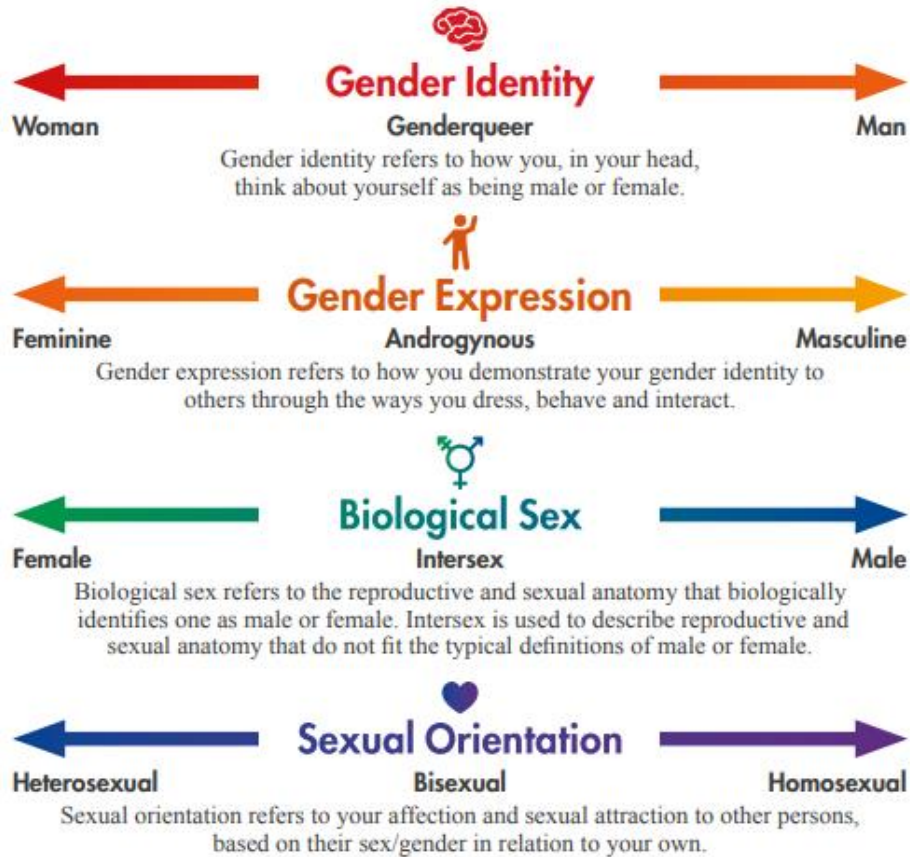 Gender Identity
Woman Genderqueer Man
Gender identity refers to how you, in your head,
think about yourself as being male or female.
Gender Expression
Feminine Androgynous Masculine
Gender expression refers to how you demonstrate your gender identity to
others through the ways you dress, behave and interact.
Biological Sex
Female Intersex Male
Biological sex refers to the reproductive and sexual anatomy that biologically
identifies one as male or female. Intersex is used to describe reproductive and
sexual anatomy that do not fit the typical definitions of male or female.
Sexual Orientation
Heterosexual Bisexual Homosexual
Sexual orientation refers to your affection and sexual attraction to other persons,
based on their sex/gender in relation to your own.